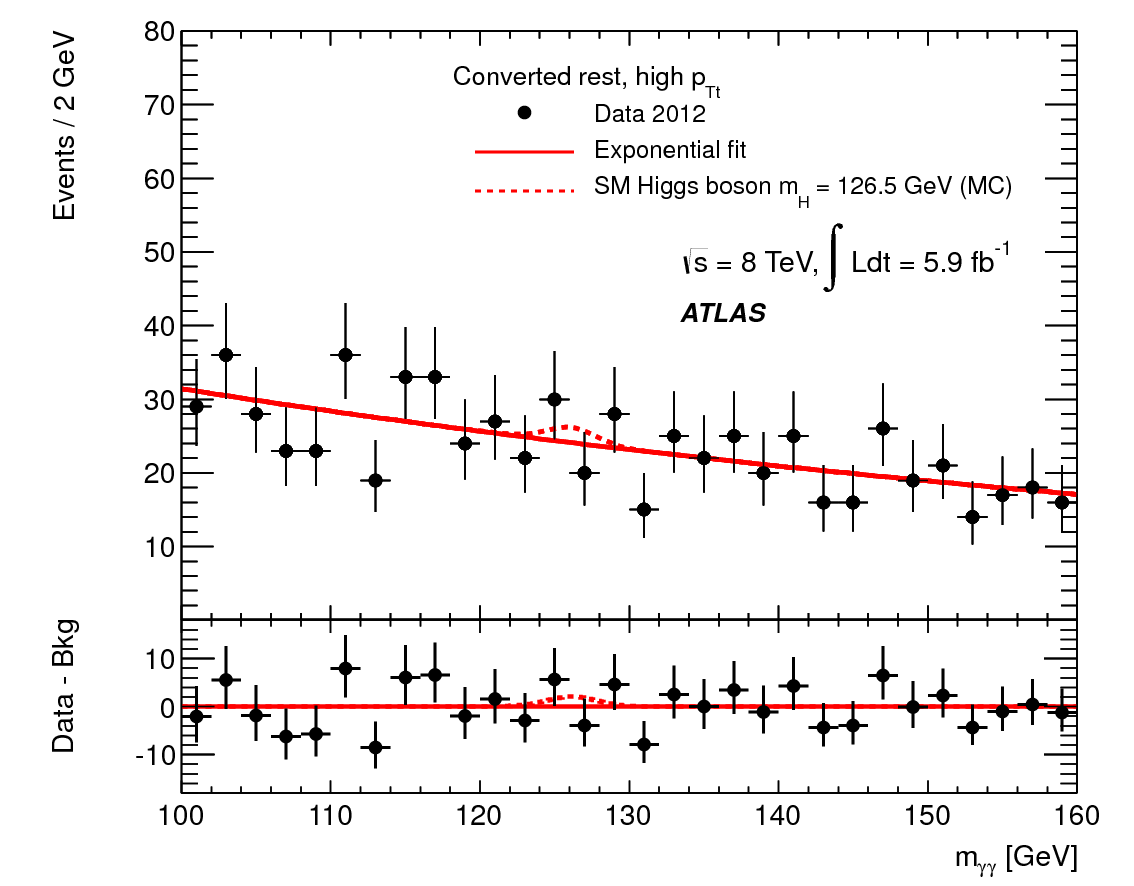 Events / 2 GeV
80
70
60
50
40
30
20
10
Converted rest, high p_Tt
Data 2012
Exponential fit
SM Higgs boson m_H = 126.5 GeV (MC)
√s = 8 TeV, ∫ Ldt = 5.9 fb^-1
ATLAS
Data - Bkg
10
0
-10
100 110 120 130 140 150 160
m_γγ [GeV]